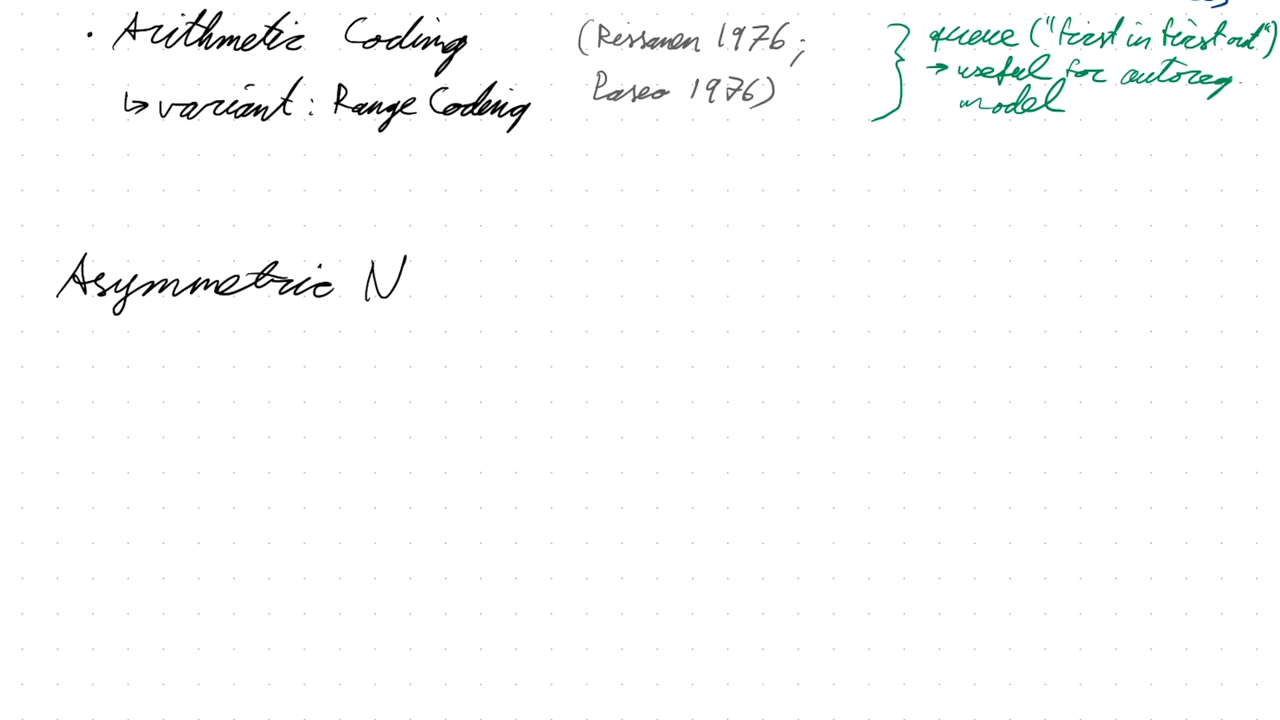 · Arithmetic Coding (Rissanen 1976;
↳ variant: Range Coding Pasco 1976)
queue ("first in first out")
→ useful for autoreg.
model
Asymmetric N